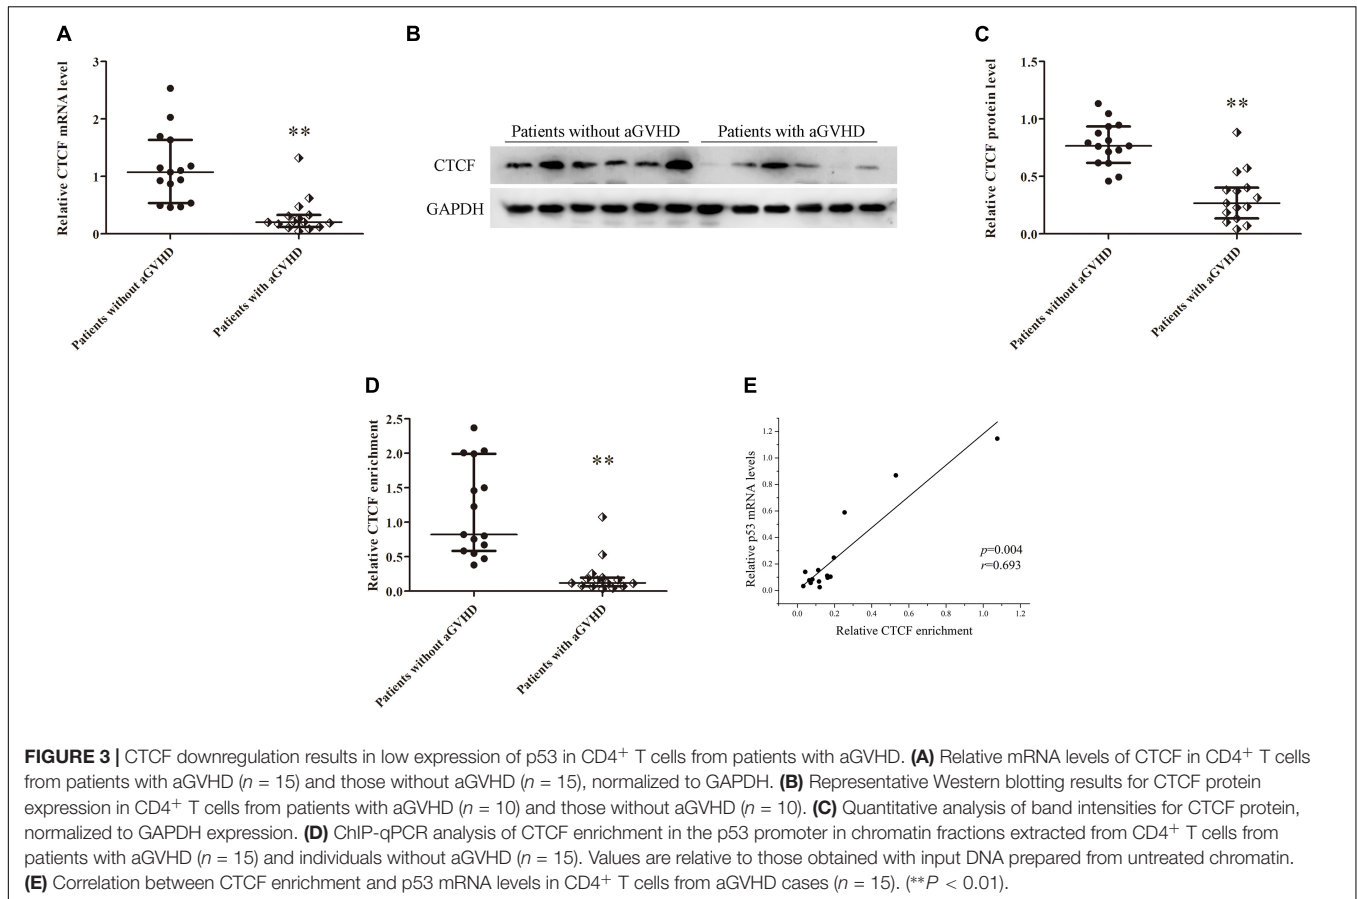 A
B
C
Relative CTCF mRNA level
3
2
1
0
**
Patients without aGVHD
Patients with aGVHD
Patients without aGVHD
Patients with aGVHD
CTCF
GAPDH
Relative CTCF protein level
1.5
1.0
0.5
0.0
**
Patients without aGVHD
Patients with aGVHD
D
E
Relative CTCF enrichment
2.5
2.0
1.5
1.0
0.5
0.0
**
Patients without aGVHD
Patients with aGVHD
Relative p53 mRNA levels
1.2
1.0
0.8
0.6
0.4
0.2
0.0
p=0.004
r=0.693
0.0 0.2 0.4 0.6 0.8 1.0 1.2
Relative CTCF enrichment
FIGURE 3 | CTCF downregulation results in low expression of p53 in CD4+ T cells from patients with aGVHD. (A) Relative mRNA levels of CTCF in CD4+ T cells
from patients with aGVHD (n = 15) and those without aGVHD (n = 15), normalized to GAPDH. (B) Representative Western blotting results for CTCF protein
expression in CD4+ T cells from patients with aGVHD (n = 10) and those without aGVHD (n = 10). (C) Quantitative analysis of band intensities for CTCF protein,
normalized to GAPDH expression. (D) ChIP-qPCR analysis of CTCF enrichment in the p53 promoter in chromatin fractions extracted from CD4+ T cells from
patients with aGVHD (n = 15) and individuals without aGVHD (n = 15). Values are relative to those obtained with input DNA prepared from untreated chromatin.
(E) Correlation between CTCF enrichment and p53 mRNA levels in CD4+ T cells from aGVHD cases (n = 15). (**P < 0.01).